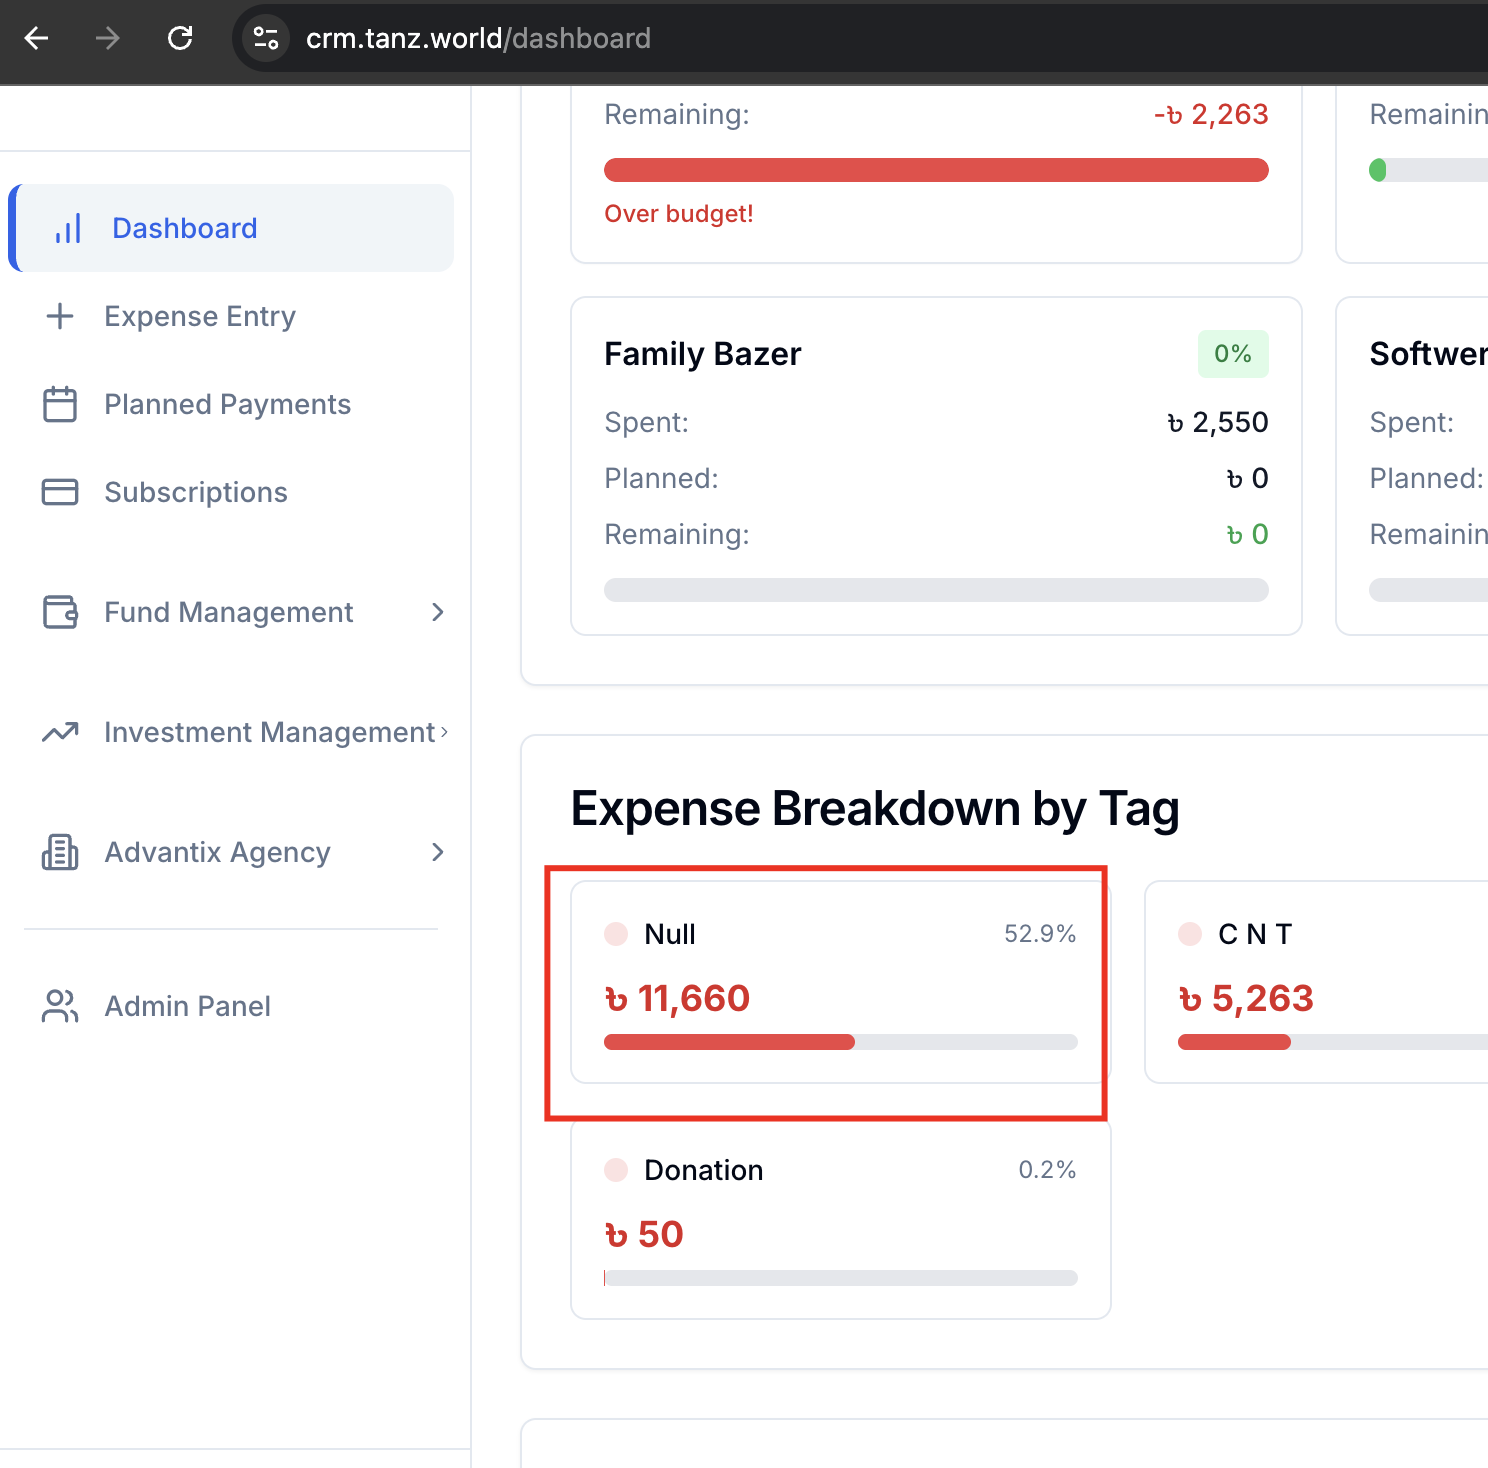 crm.tanz.world/dashboard
Dashboard
Expense Entry
Planned Payments
Subscriptions
Fund Management
Investment Management
Advantix Agency
Admin Panel
Remaining: -৳ 2,263
Over budget!
Remainin
Family Bazer 0%
Spent: ৳ 2,550
Planned: ৳ 0
Remaining: ৳ 0
Softwer
Spent:
Planned:
Remainin
Expense Breakdown by Tag
Null 52.9%
৳ 11,660
C N T
৳ 5,263
Donation 0.2%
৳ 50